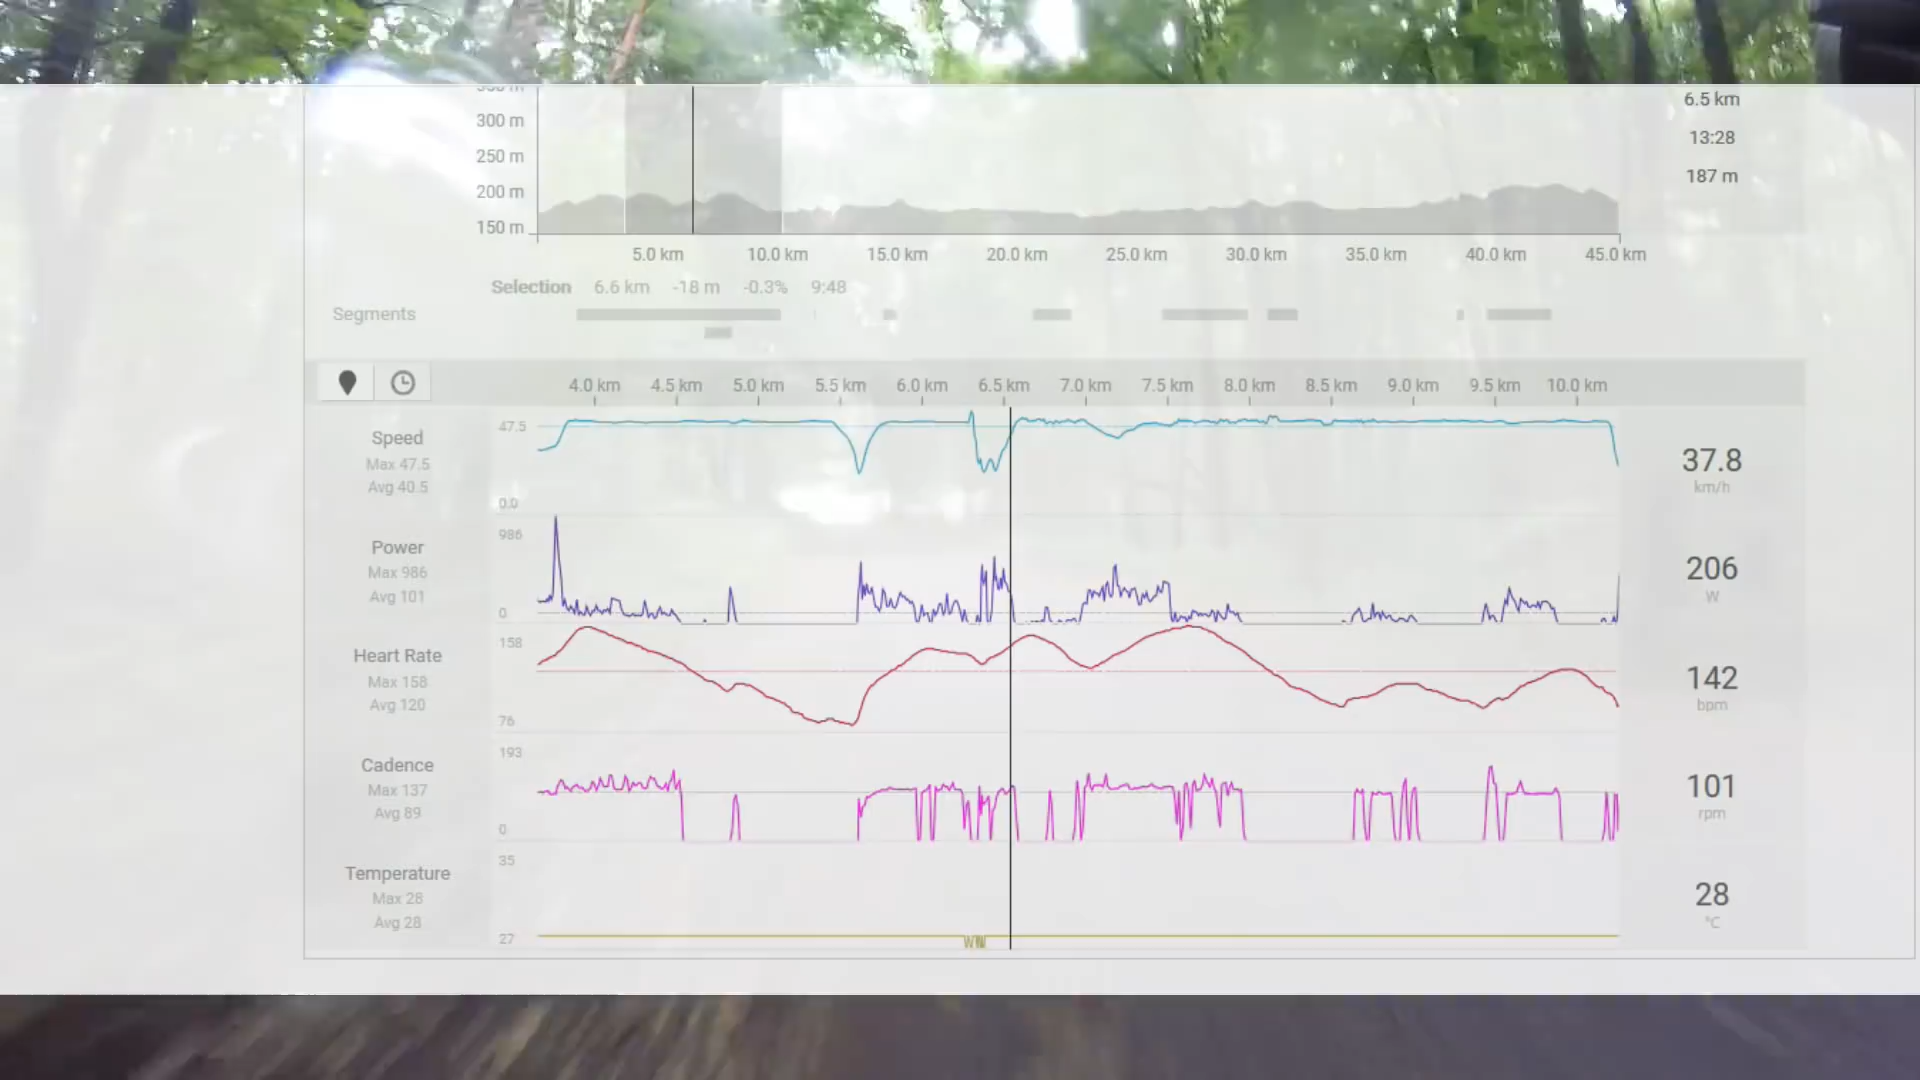 350 m
300 m
250 m
200 m
150 m
6.5 km
13:28
187 m
5.0 km 10.0 km 15.0 km 20.0 km 25.0 km 30.0 km 35.0 km 40.0 km 45.0 km
Selection 6.6 km -18 m -0.3% 9:48
Segments
4.0 km 4.5 km 5.0 km 5.5 km 6.0 km 6.5 km 7.0 km 7.5 km 8.0 km 8.5 km 9.0 km 9.5 km 10.0 km
Speed
Max 47.5
Avg 40.5
47.5
0.0
37.8
km/h
Power
Max 986
Avg 101
986
0
206
W
Heart Rate
Max 158
Avg 120
158
76
142
bpm
Cadence
Max 137
Avg 89
193
0
101
rpm
Temperature
Max 28
Avg 28
35
27
28
°C